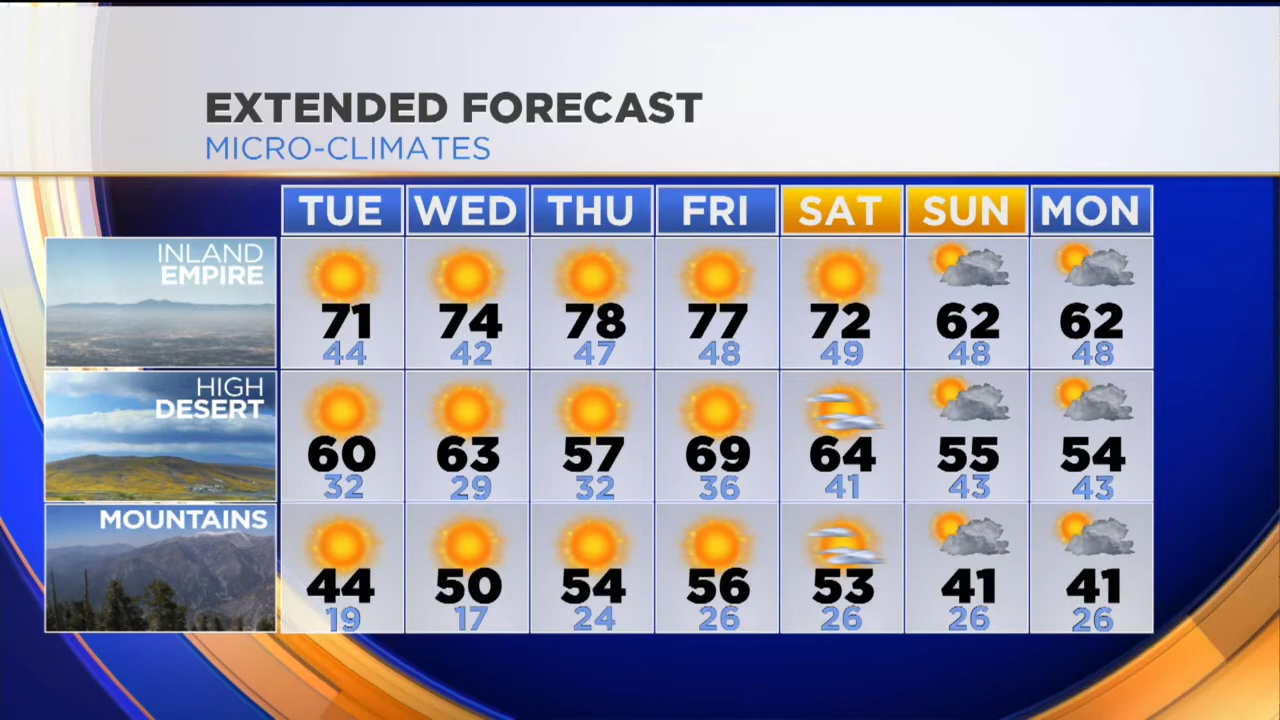 EXTENDED FORECAST
MICRO-CLIMATES
TUE WED THU FRI SAT SUN MON
INLAND
EMPIRE
71 74 78 77 72 62 62
44 42 47 48 49 48 48
HIGH
DESERT
60 63 57 69 64 55 54
32 29 32 36 41 43 43
MOUNTAINS
44 50 54 56 53 41 41
19 17 24 26 26 26 26